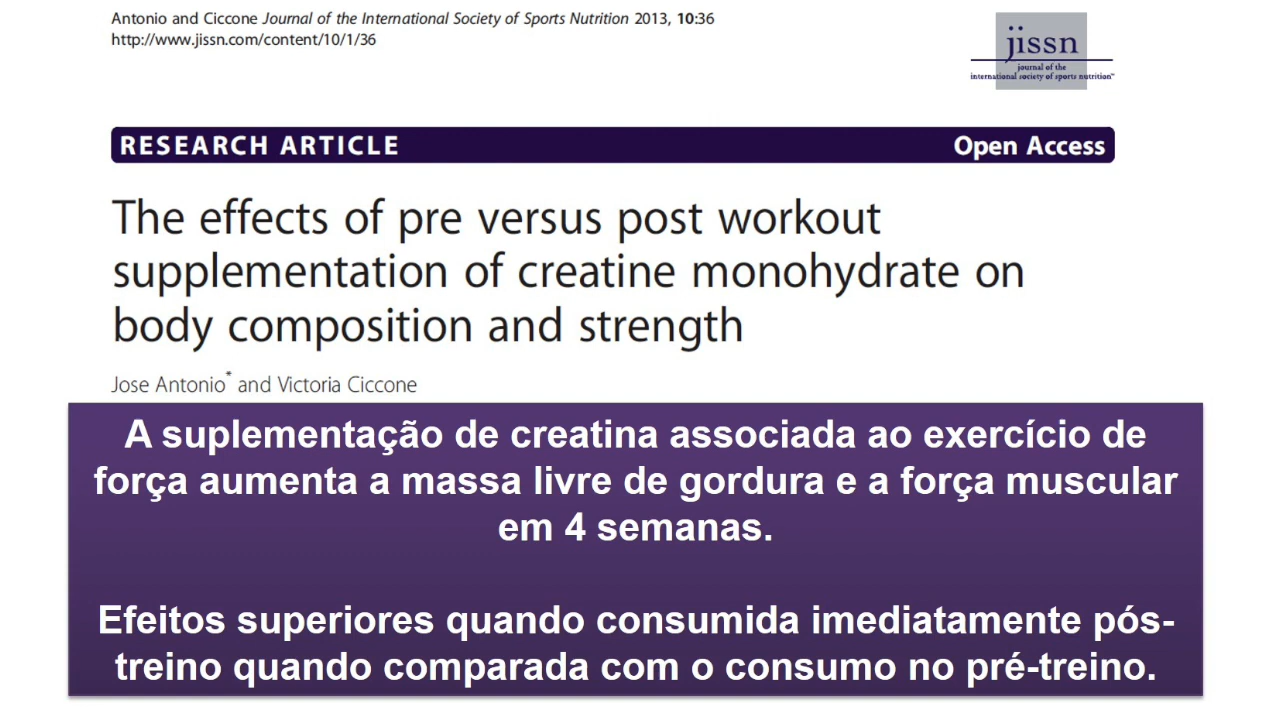 Antonio and Ciccone Journal of the International Society of Sports Nutrition 2013, 10:36
http://www.jissn.com/content/10/1/36
jissn
journal of the
international society of sports nutrition™
RESEARCH ARTICLE Open Access
The effects of pre versus post workout
supplementation of creatine monohydrate on
body composition and strength
Jose Antonio* and Victoria Ciccone
A suplementação de creatina associada ao exercício de
força aumenta a massa livre de gordura e a força muscular
em 4 semanas.
Efeitos superiores quando consumida imediatamente pós-
treino quando comparada com o consumo no pré-treino.